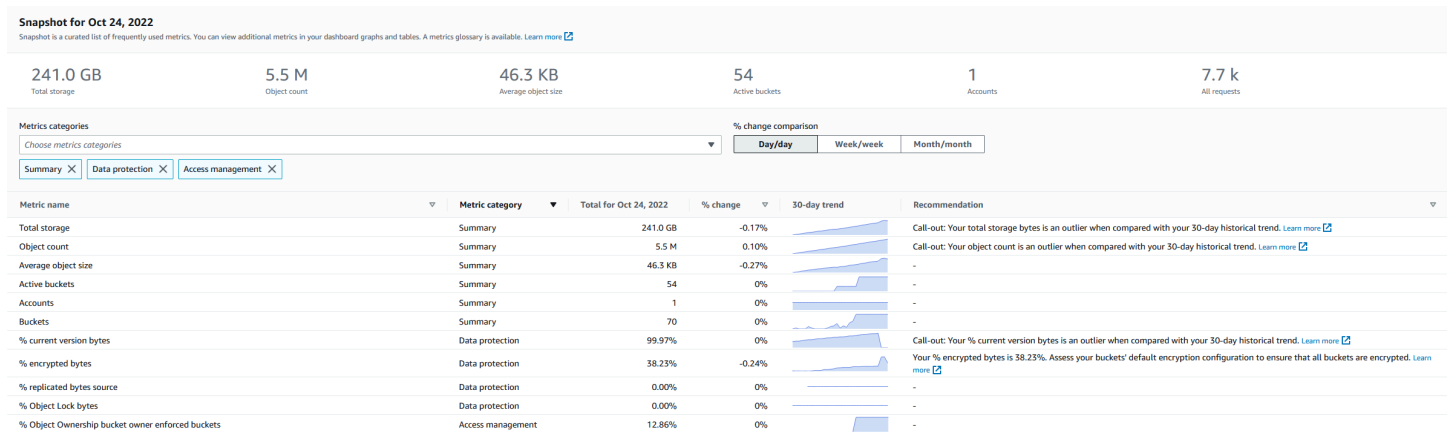 Snapshot for Oct 24, 2022
Snapshot is a curated list of frequently used metrics. You can view additional metrics in your dashboard graphs and tables. A metrics glossary is available. Learn more
241.0 GB 5.5 M 46.3 KB 54 1 7.7 k
Total storage Object count Average object size Active buckets Accounts All requests
Metrics categories % change comparison
Choose metrics categories Day/day Week/week Month/month
Summary Data protection Access management
Metric name Metric category Total for Oct 24, 2022 % change 30-day trend Recommendation
Total storage Summary 241.0 GB -0.17% Call-out: Your total storage bytes is an outlier when compared with your 30-day historical trend. Learn more
Object count Summary 5.5 M 0.10% Call-out: Your object count is an outlier when compared with your 30-day historical trend. Learn more
Average object size Summary 46.3 KB -0.27% -
Active buckets Summary 54 0% -
Accounts Summary 1 0% -
Buckets Summary 70 0% -
% current version bytes Data protection 99.97% 0% Call-out: Your % current version bytes is an outlier when compared with your 30-day historical trend. Learn more
% encrypted bytes Data protection 38.23% -0.24% Your % encrypted bytes is 38.23%. Assess your buckets' default encryption configuration to ensure that all buckets are encrypted. Learn
more
% replicated bytes source Data protection 0.00% 0% -
% Object Lock bytes Data protection 0.00% 0% -
% Object Ownership bucket owner enforced buckets Access management 12.86% 0% -